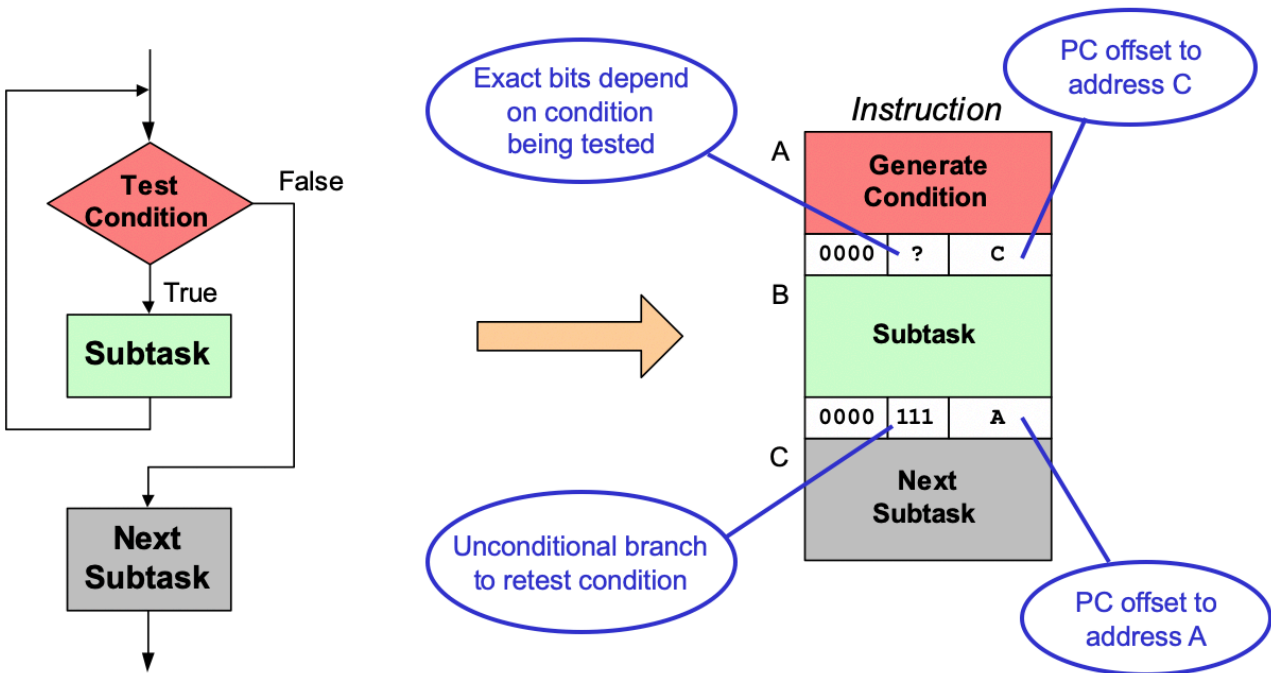 Test
Condition
False
True
Subtask
Next
Subtask
Exact bits depend
on condition
being tested
PC offset to
address C
Instruction
A
Generate
Condition
0000 ? C
B
Subtask
0000 111 A
C
Next
Subtask
Unconditional branch
to retest condition
PC offset to
address A